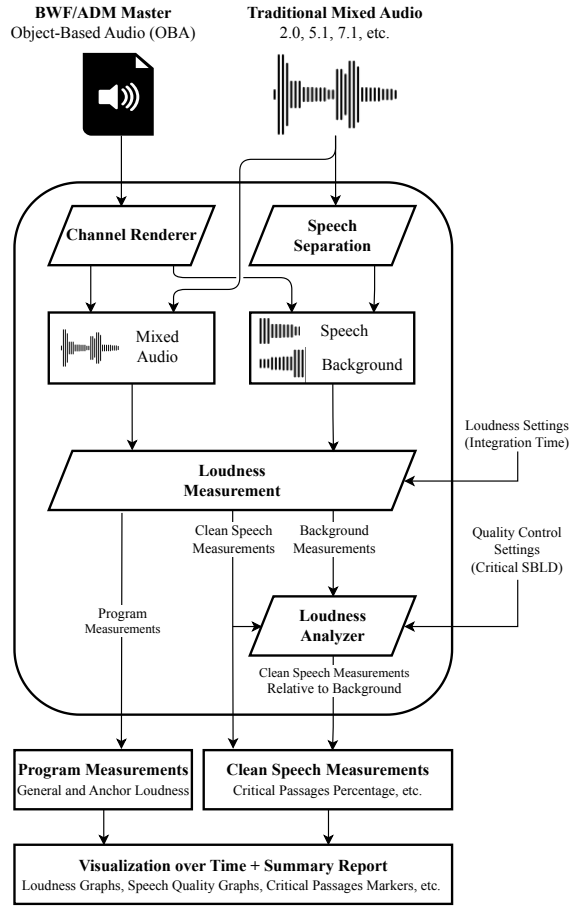 BWF/ADM Master
Object-Based Audio (OBA)
Traditional Mixed Audio
2.0, 5.1, 7.1, etc.
Channel Renderer
Speech
Separation
Mixed
Audio
Speech
Background
Loudness Settings
(Integration Time)
Loudness
Measurement
Clean Speech
Measurements
Background
Measurements
Quality Control
Settings
(Critical SBLD)
Program
Measurements
Loudness
Analyzer
Clean Speech Measurements
Relative to Background
Program Measurements
General and Anchor Loudness
Clean Speech Measurements
Critical Passages Percentage, etc.
Visualization over Time + Summary Report
Loudness Graphs, Speech Quality Graphs, Critical Passages Markers, etc.